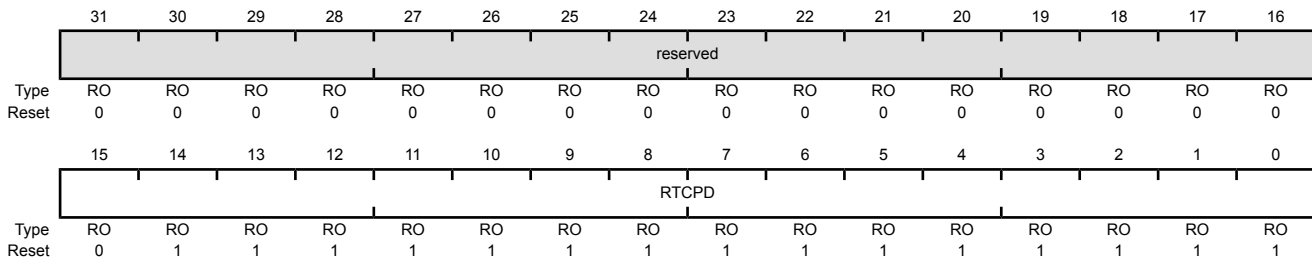 31 30 29 28 27 26 25 24 23 22 21 20 19 18 17 16
reserved
Type RO RO RO RO RO RO RO RO RO RO RO RO RO RO RO RO
Reset 0 0 0 0 0 0 0 0 0 0 0 0 0 0 0 0
15 14 13 12 11 10 9 8 7 6 5 4 3 2 1 0
RTCPD
Type RO RO RO RO RO RO RO RO RO RO RO RO RO RO RO RO
Reset 0 1 1 1 1 1 1 1 1 1 1 1 1 1 1 1